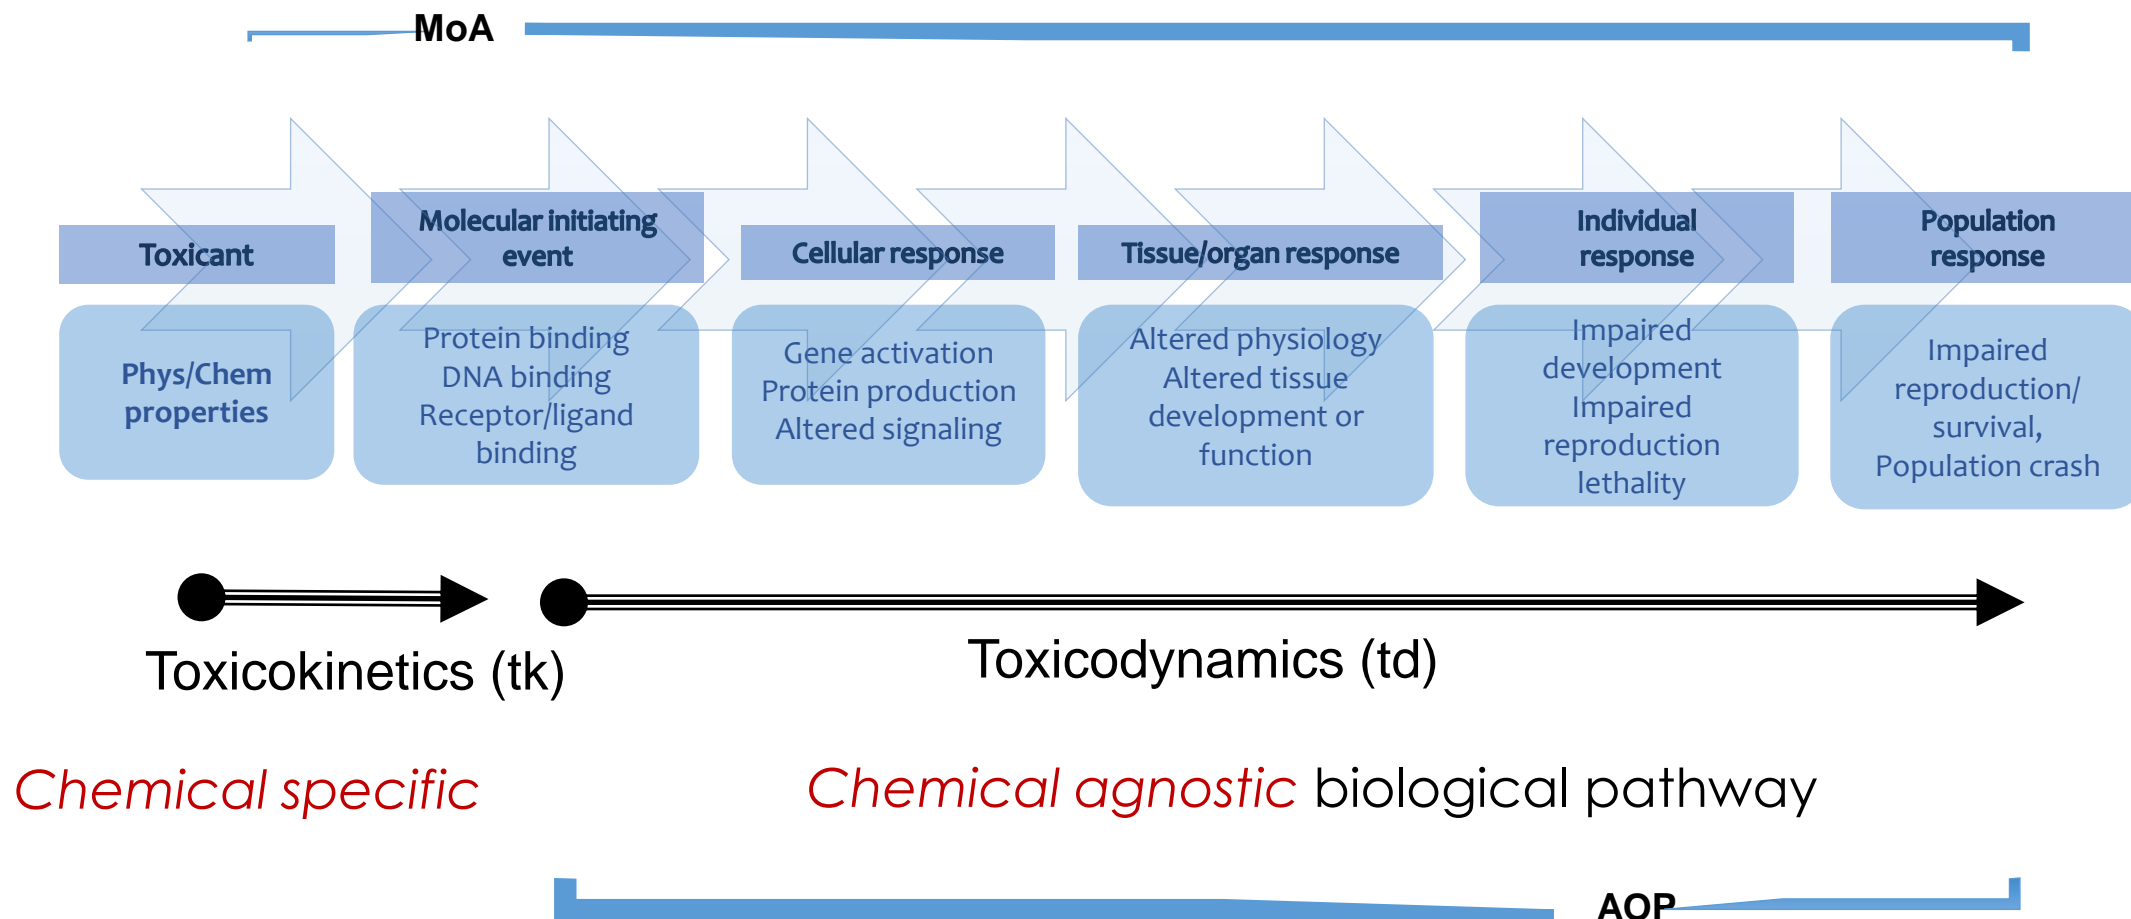 MoA
Toxicant
Phys/Chem
properties
Molecular initiating
event
Protein binding
DNA binding
Receptor/ligand
binding
Cellular response
Gene activation
Protein production
Altered signaling
Tissue/organ response
Altered physiology
Altered tissue
development or
function
Individual
response
Impaired
development
Impaired
reproduction
lethality
Population
response
Impaired
reproduction/
survival,
Population crash
Toxicokinetics (tk)
Toxicodynamics (td)
Chemical specific
Chemical agnostic biological pathway
AOP